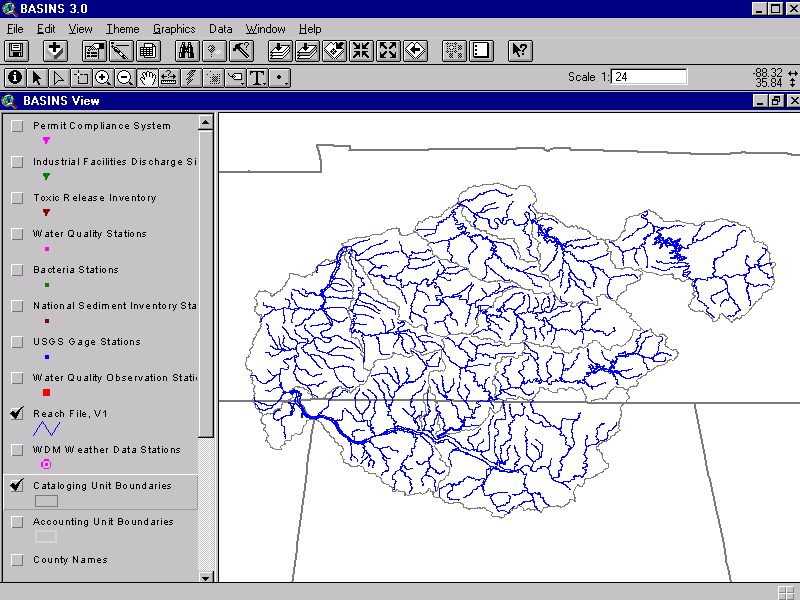 BASINS 3.0
File Edit View Theme Graphics Data Window Help
Scale 1: 24
-88.32
35.84
BASINS View
Permit Compliance System
Industrial Facilities Discharge Si
Toxic Release Inventory
Water Quality Stations
Bacteria Stations
National Sediment Inventory Sta
USGS Gage Stations
Water Quality Observation Stati
Reach File, V1
WDM Weather Data Stations
Cataloging Unit Boundaries
Accounting Unit Boundaries
County Names